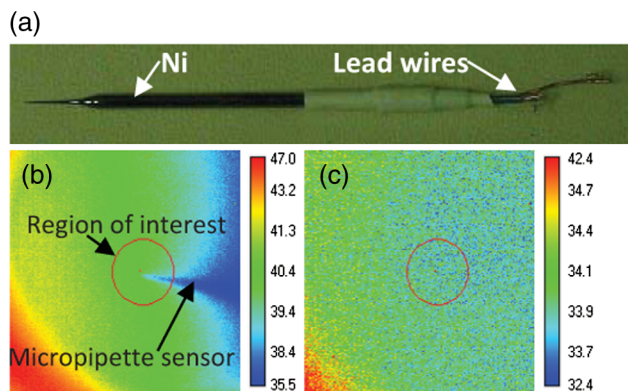 (a)
Ni
Lead wires
(b)
Region of interest
Micropipette sensor
47.0
43.2
41.3
40.4
39.4
38.4
35.5
(c)
42.4
34.7
34.4
34.1
33.9
33.7
32.4